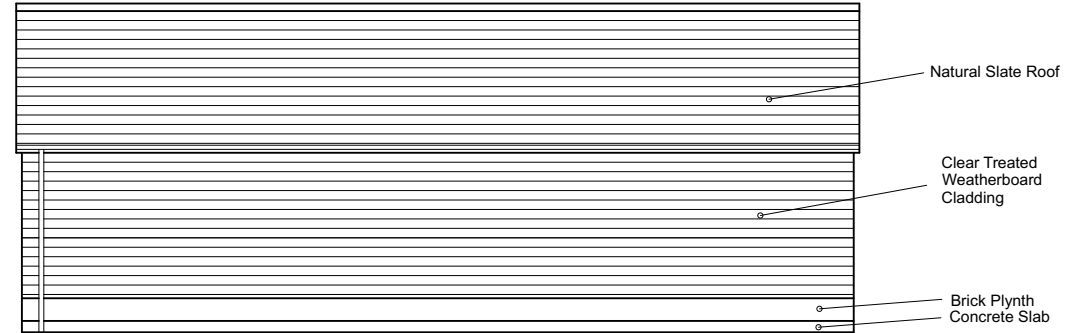 Natural Slate Roof
Clear Treated
Weatherboard
Cladding
Brick Plynth
Concrete Slab